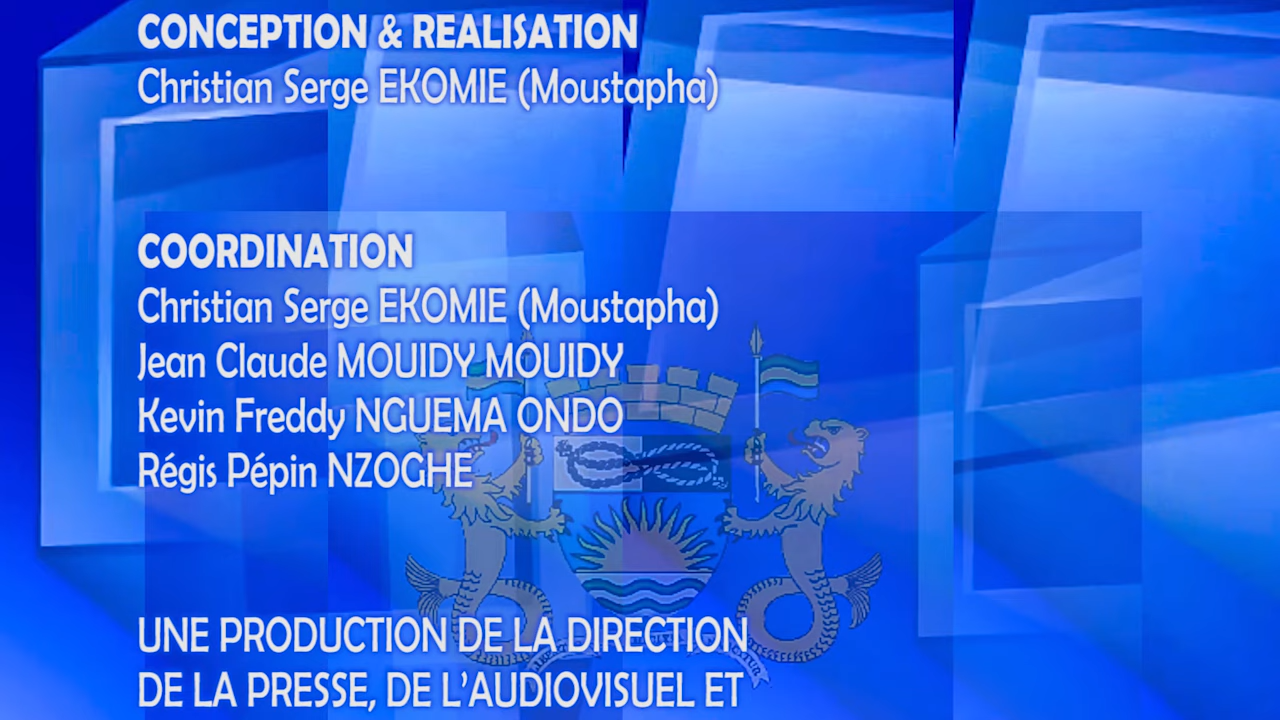 CONCEPTION & REALISATION
Christian Serge EKOMIE (Moustapha)
COORDINATION
Christian Serge EKOMIE (Moustapha)
Jean Claude MOUIDY MOUIDY
Kevin Freddy NGUEMA ONDO
Régis Pépin NZOGHE
UNE PRODUCTION DE LA DIRECTION
DE LA PRESSE, DE L’AUDIOVISUEL ET